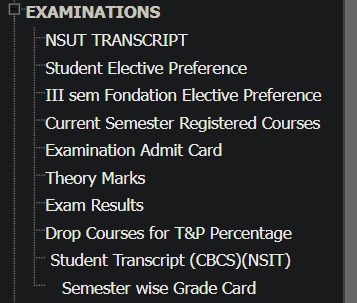 EXAMINATIONS
NSUT TRANSCRIPT
Student Elective Preference
III sem Fondation Elective Preference
Current Semester Registered Courses
Examination Admit Card
Theory Marks
Exam Results
Drop Courses for T&P Percentage
Student Transcript (CBCS)(NSIT)
Semester wise Grade Card